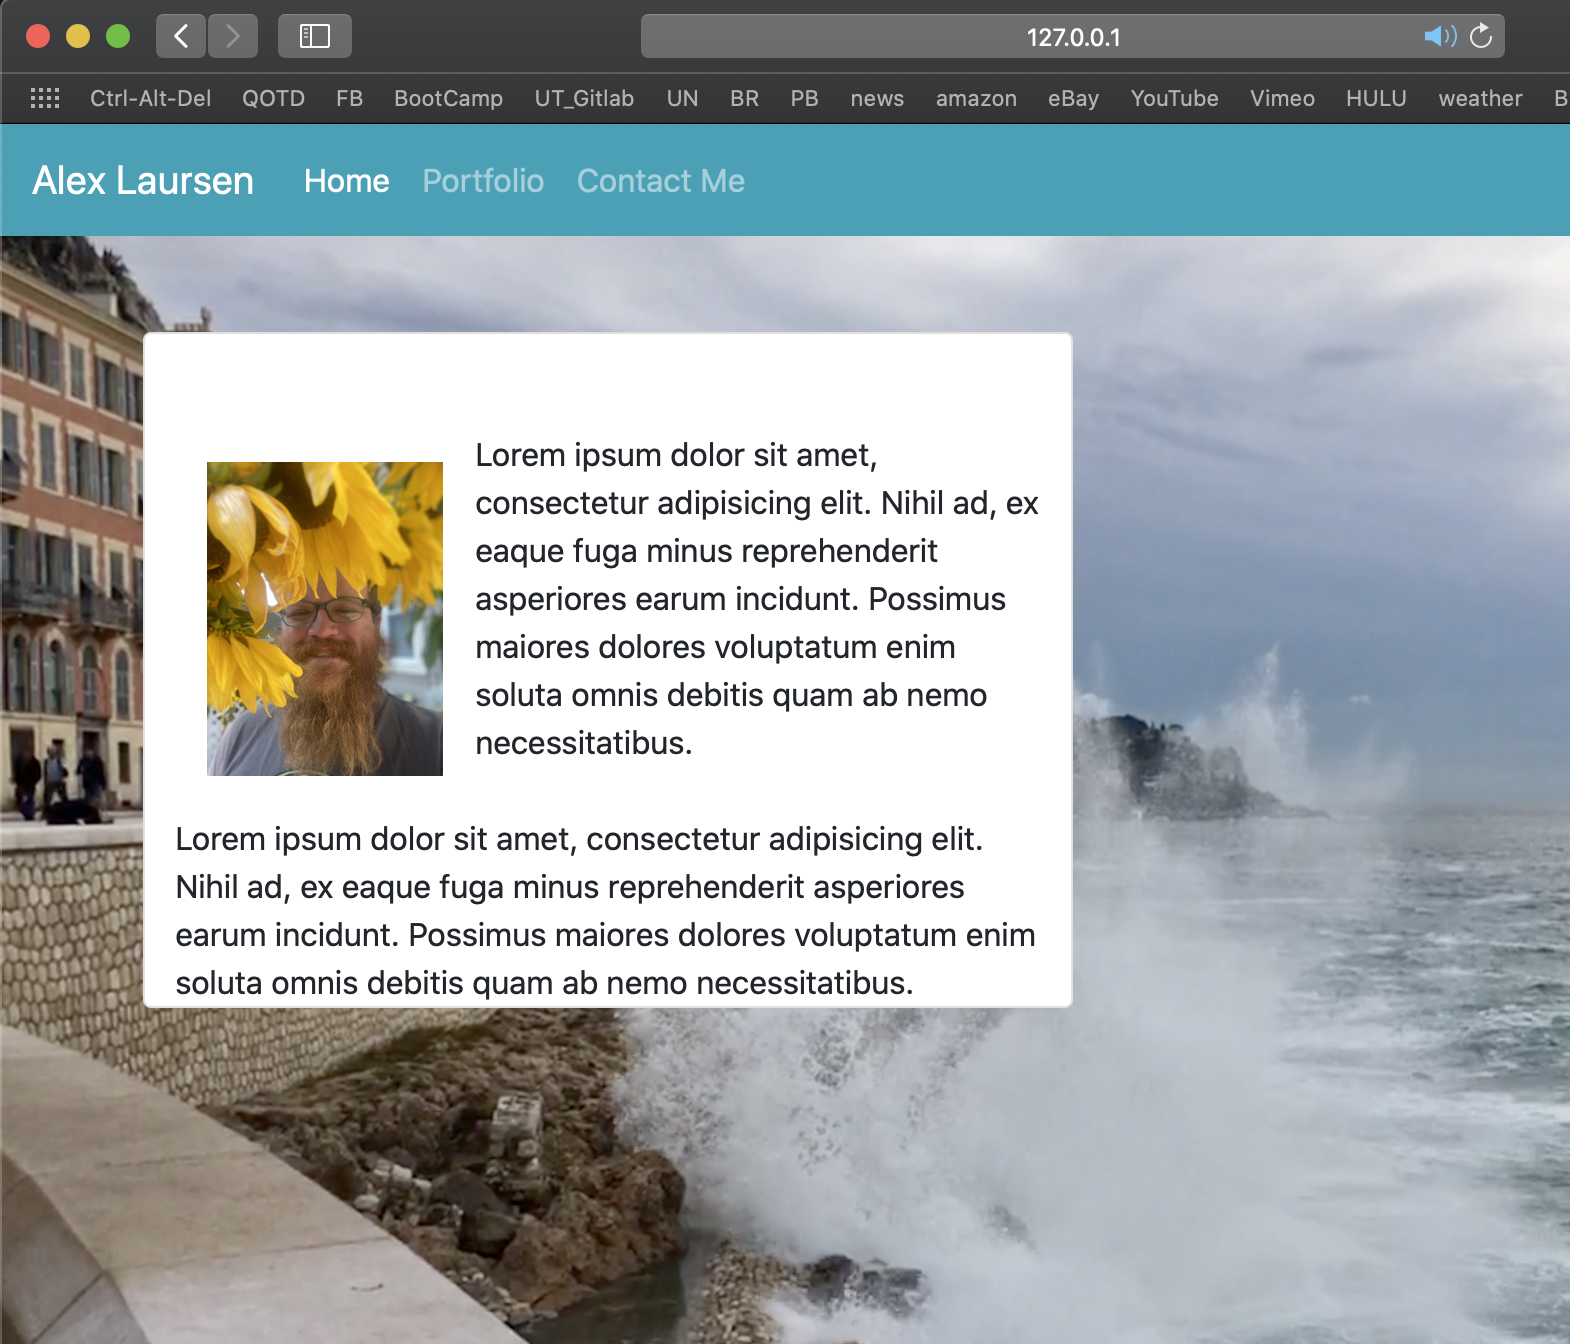 127.0.0.1
Ctrl-Alt-Del QOTD FB BootCamp UT_Gitlab UN BR PB news amazon eBay YouTube Vimeo HULU weather B
Alex Laursen Home Portfolio Contact Me
Lorem ipsum dolor sit amet,
consectetur adipisicing elit. Nihil ad, ex
eaque fuga minus reprehenderit
asperiores earum incidunt. Possimus
maiores dolores voluptatum enim
soluta omnis debitis quam ab nemo
necessitatibus.
Lorem ipsum dolor sit amet, consectetur adipisicing elit.
Nihil ad, ex eaque fuga minus reprehenderit asperiores
earum incidunt. Possimus maiores dolores voluptatum enim
soluta omnis debitis quam ab nemo necessitatibus.